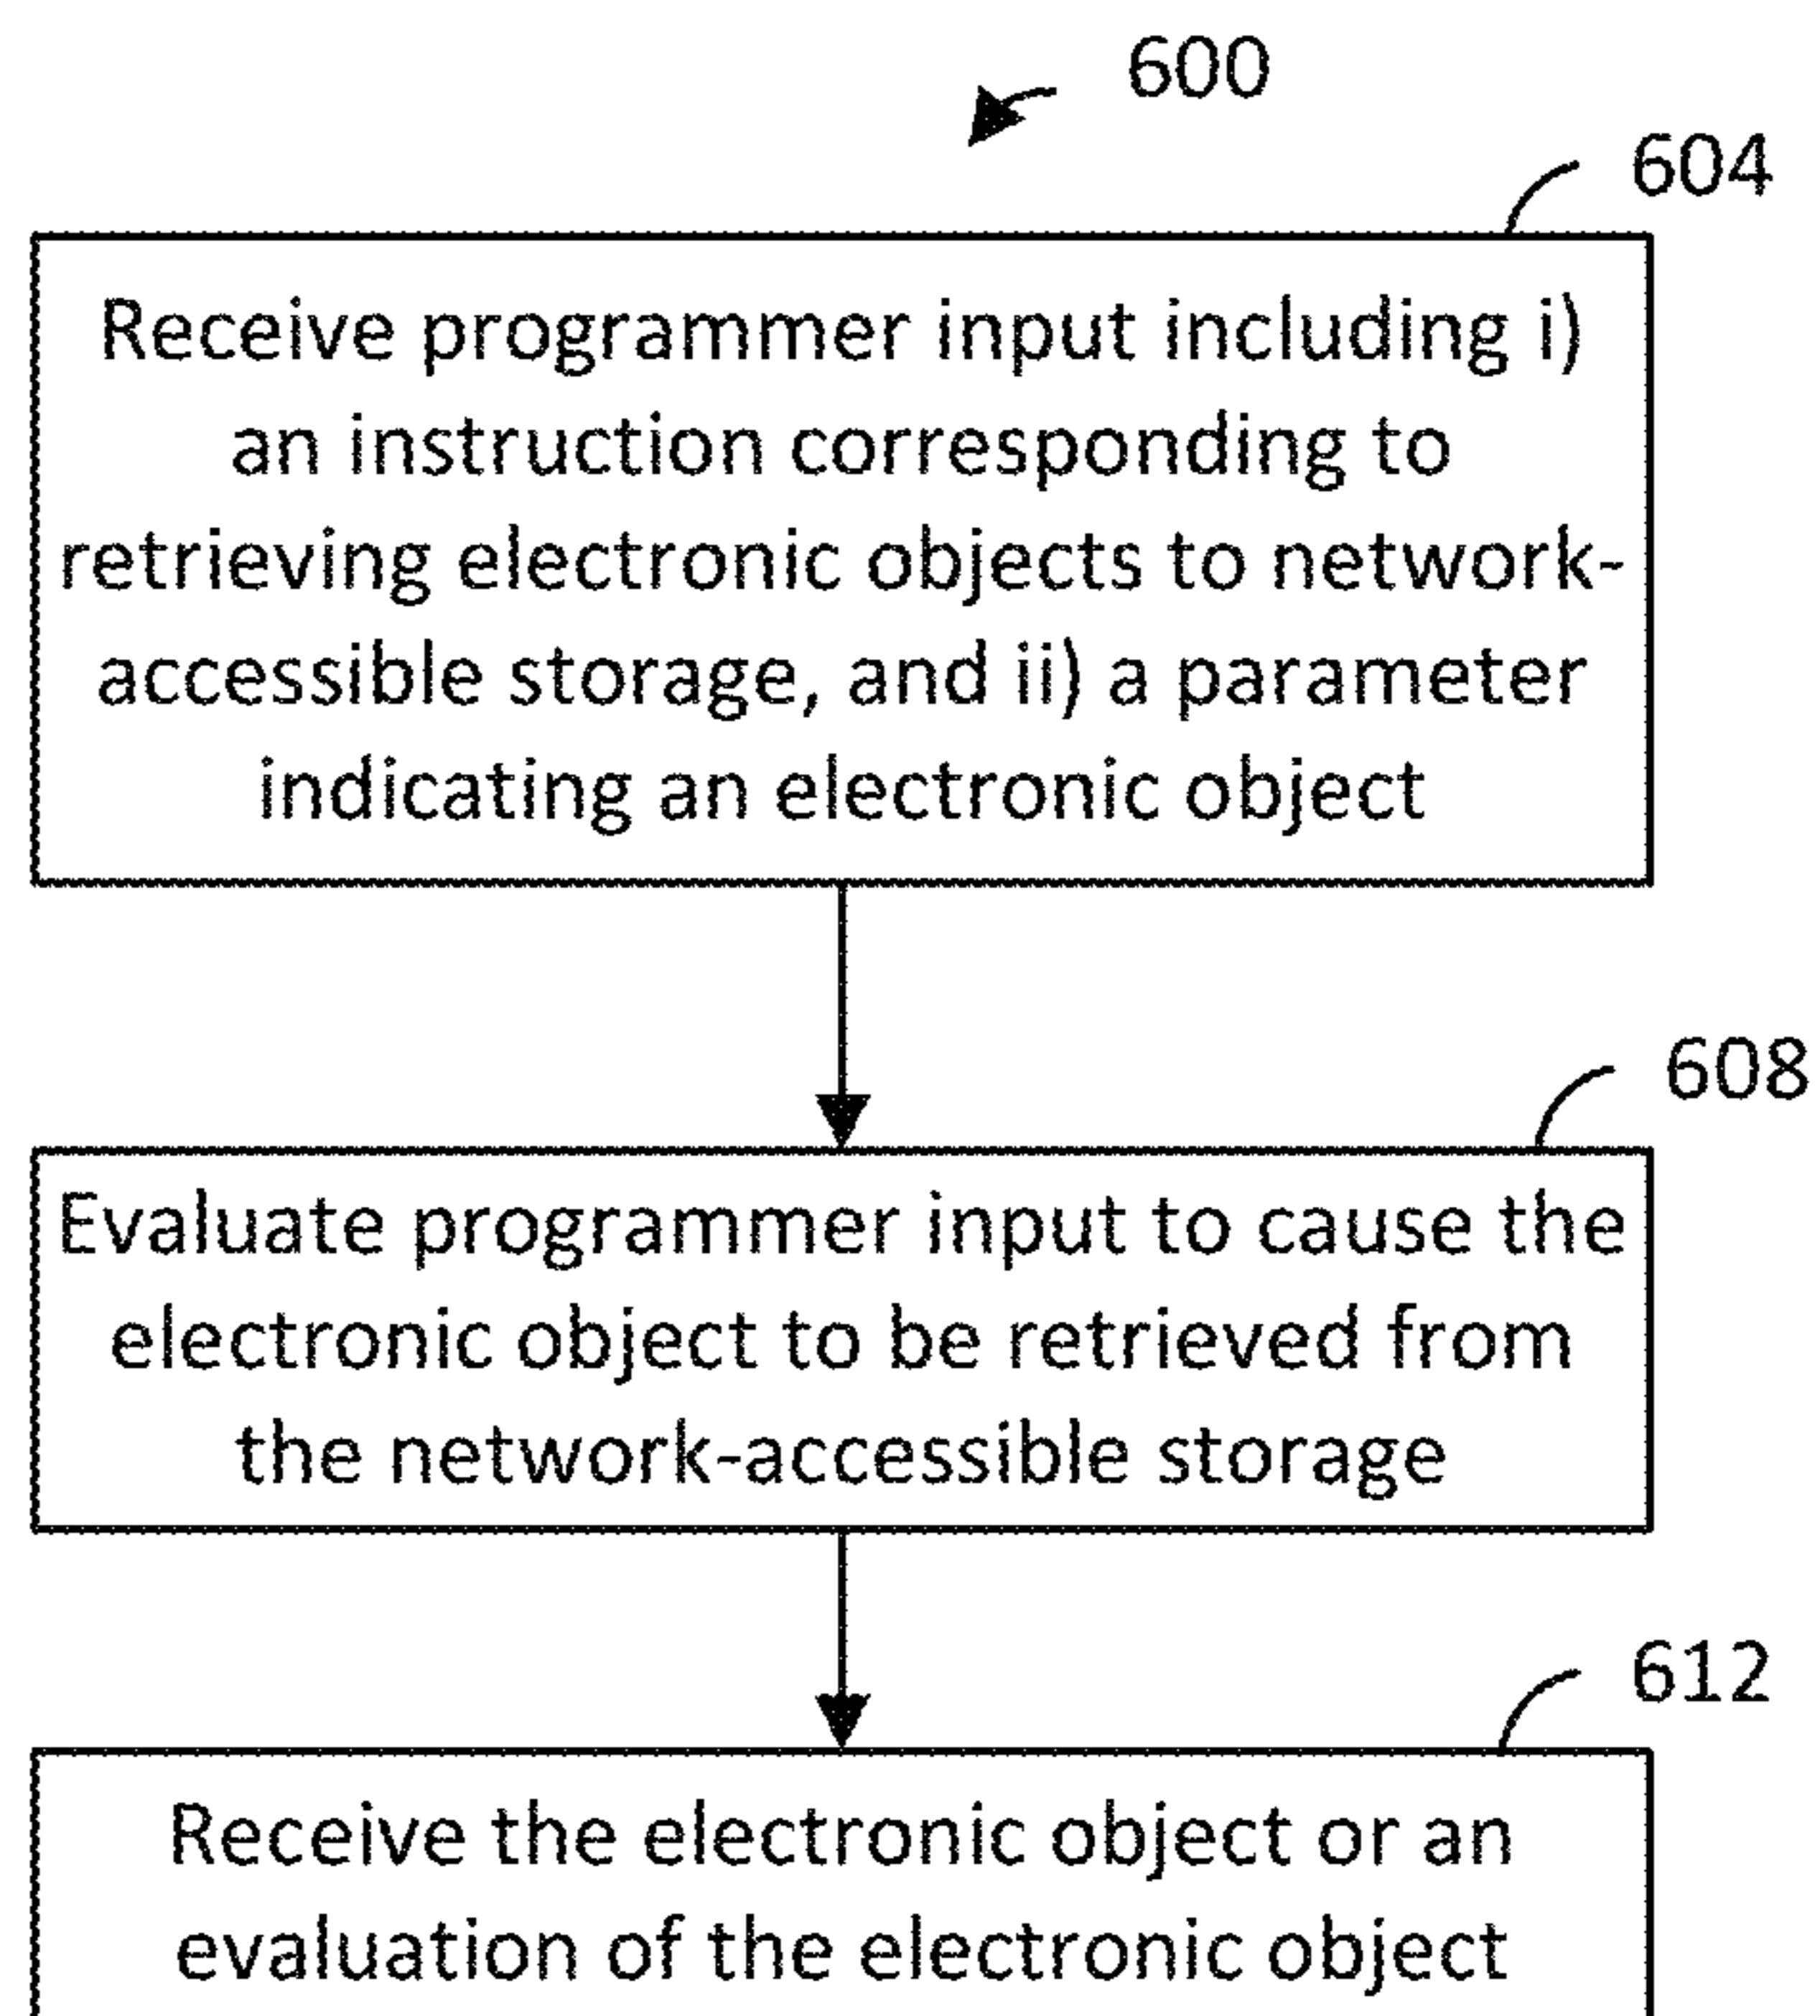 600
604
Receive programmer input including i)
an instruction corresponding to
retrieving electronic objects to network-
accessible storage, and ii) a parameter
indicating an electronic object
608
Evaluate programmer input to cause the
electronic object to be retrieved from
the network-accessible storage
612
Receive the electronic object or an
evaluation of the electronic object